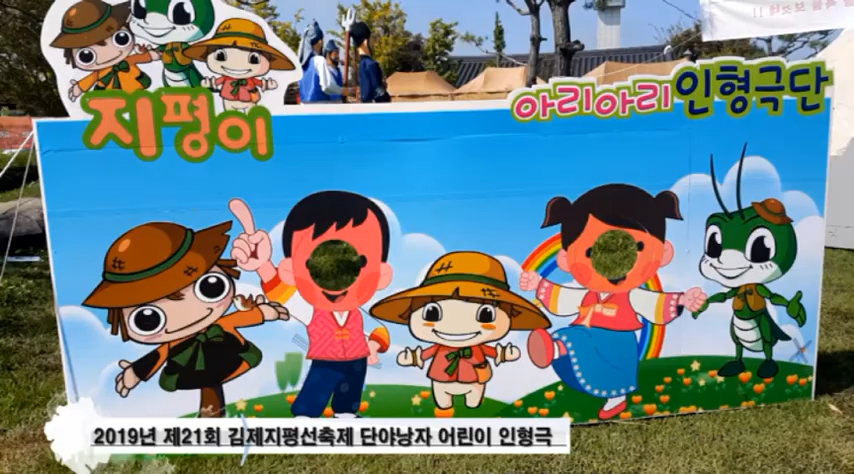 지평이
아리아리 인형극단
2019년 제21회 김제지평선축제 단야낭자 어린이 인형극